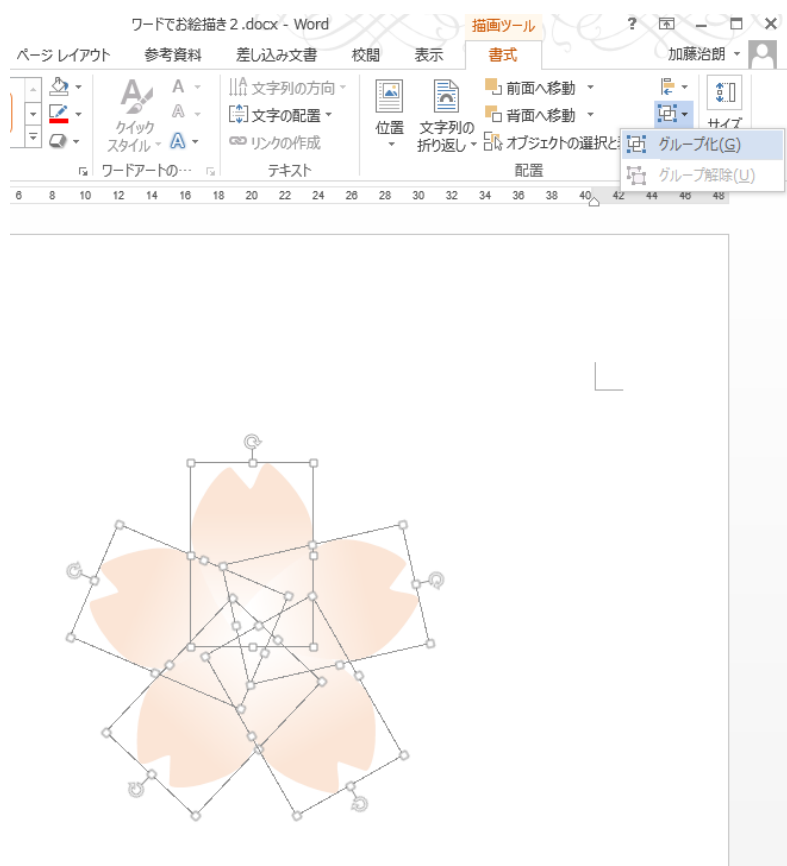 ワードでお絵描き2.docx - Word
描画ツール
?
ページ レイアウト 参考資料 差し込み文書 校閲 表示 書式 加藤治朗
A A
文字列の方向
前面へ移動
A
文字の配置
背面へ移動
クイック
スタイル
A
リンクの作成
位置
文字列の
折り返し
オブジェクトの選択と
サイズ
グループ化(G)
ワードアートの… テキスト 配置
グループ解除(U)
6 8 10 12 14 16 18 20 22 24 26 28 30 32 34 36 38 40 42 44 46 48